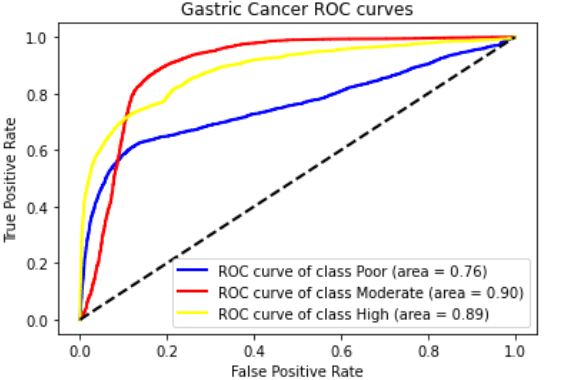 Gastric Cancer ROC curves
1.0
0.8
0.6
0.4
0.2
0.0
True Positive Rate
ROC curve of class Poor (area = 0.76)
ROC curve of class Moderate (area = 0.90)
ROC curve of class High (area = 0.89)
0.0 0.2 0.4 0.6 0.8 1.0
False Positive Rate